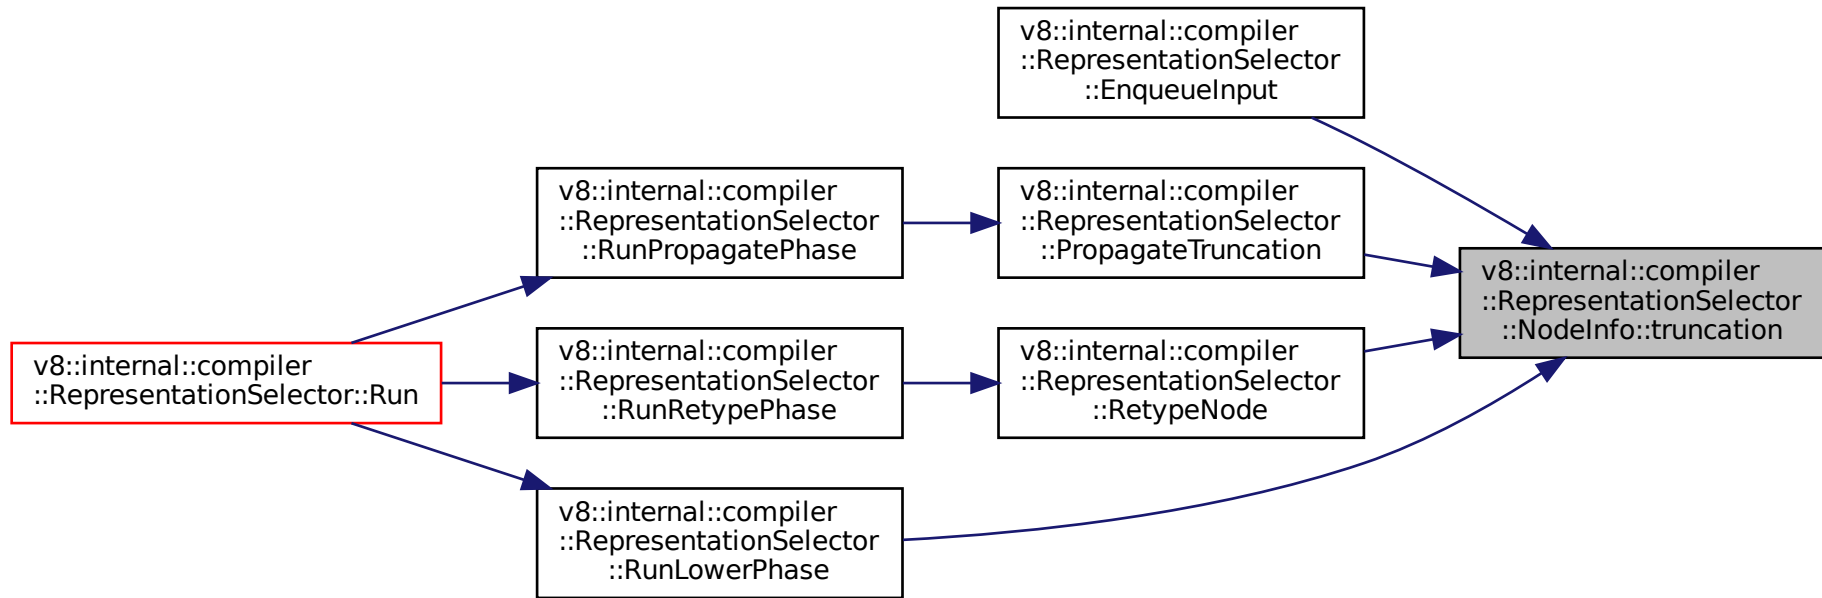 v8::internal::compiler
::RepresentationSelector
::EnqueueInput
v8::internal::compiler
::RepresentationSelector
::RunPropagatePhase
v8::internal::compiler
::RepresentationSelector
::PropagateTruncation
v8::internal::compiler
::RepresentationSelector
::NodeInfo::truncation
v8::internal::compiler
::RepresentationSelector::Run
v8::internal::compiler
::RepresentationSelector
::RunRetypePhase
v8::internal::compiler
::RepresentationSelector
::RetypeNode
v8::internal::compiler
::RepresentationSelector
::RunLowerPhase